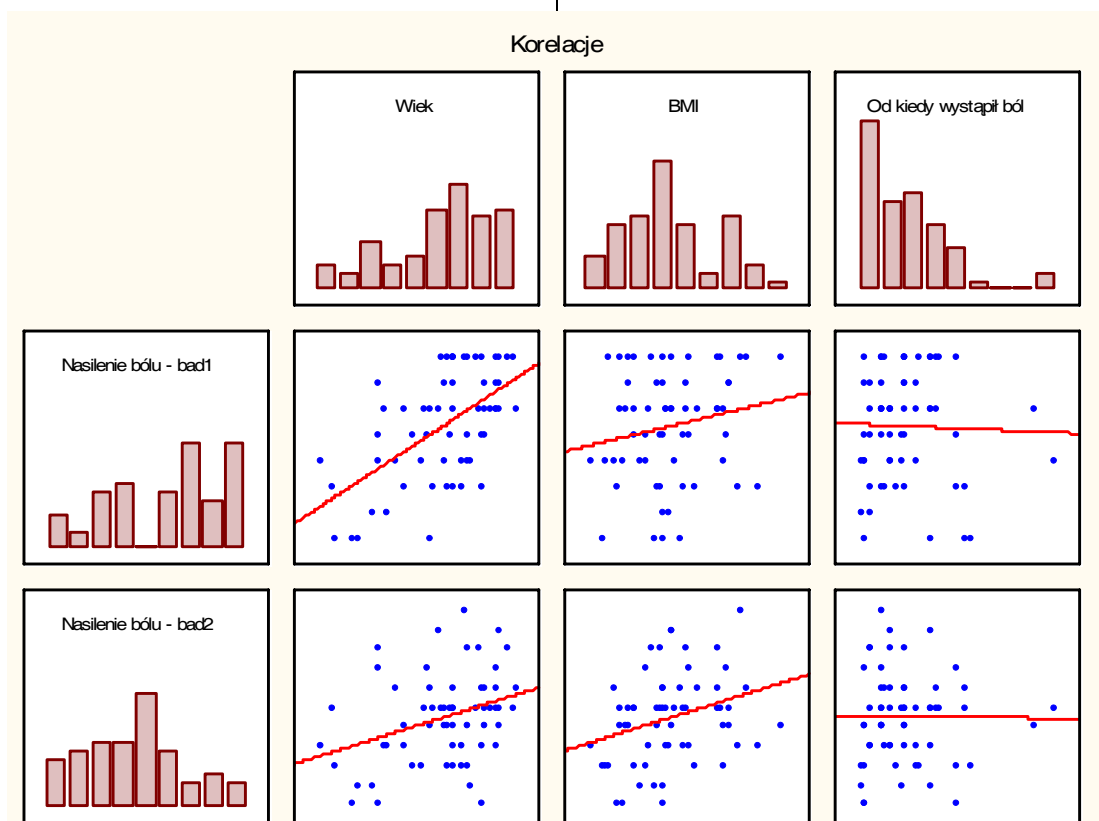 Korelacje
Wiek
BMI
Od kiedy wystąpił ból
Nasilenie bólu - bad1
Nasilenie bólu - bad2